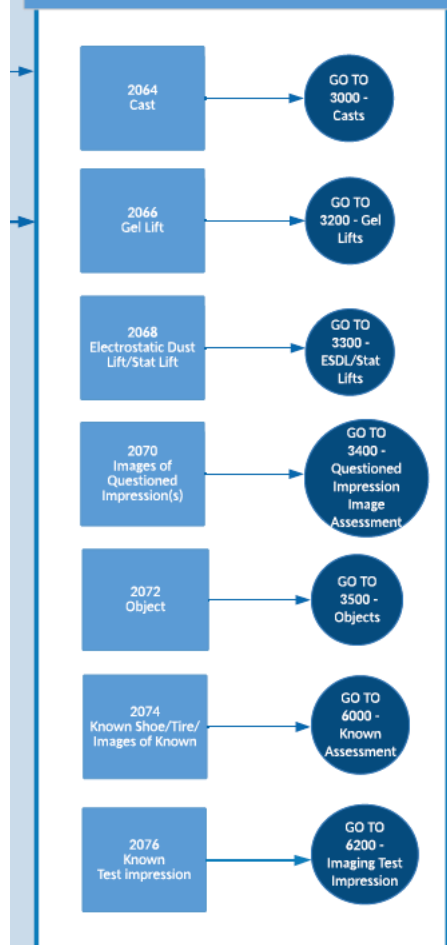 2064
Cast
GO TO
3000 -
Casts
2066
Gel Lift
GO TO
3200 - Gel
Lifts
2068
Electrostatic Dust
Lift/Stat Lift
GO TO
3300 -
ESDL/Stat
Lifts
2070
Images of
Questioned
Impression(s)
GO TO
3400 -
Questioned
Impression
Image
Assessment
2072
Object
GO TO
3500 -
Objects
2074
Known Shoe/Tire/
Images of Known
GO TO
6000 -
Known
Assessment
2076
Known
Test impression
GO TO
6200 -
Imaging Test
Impression